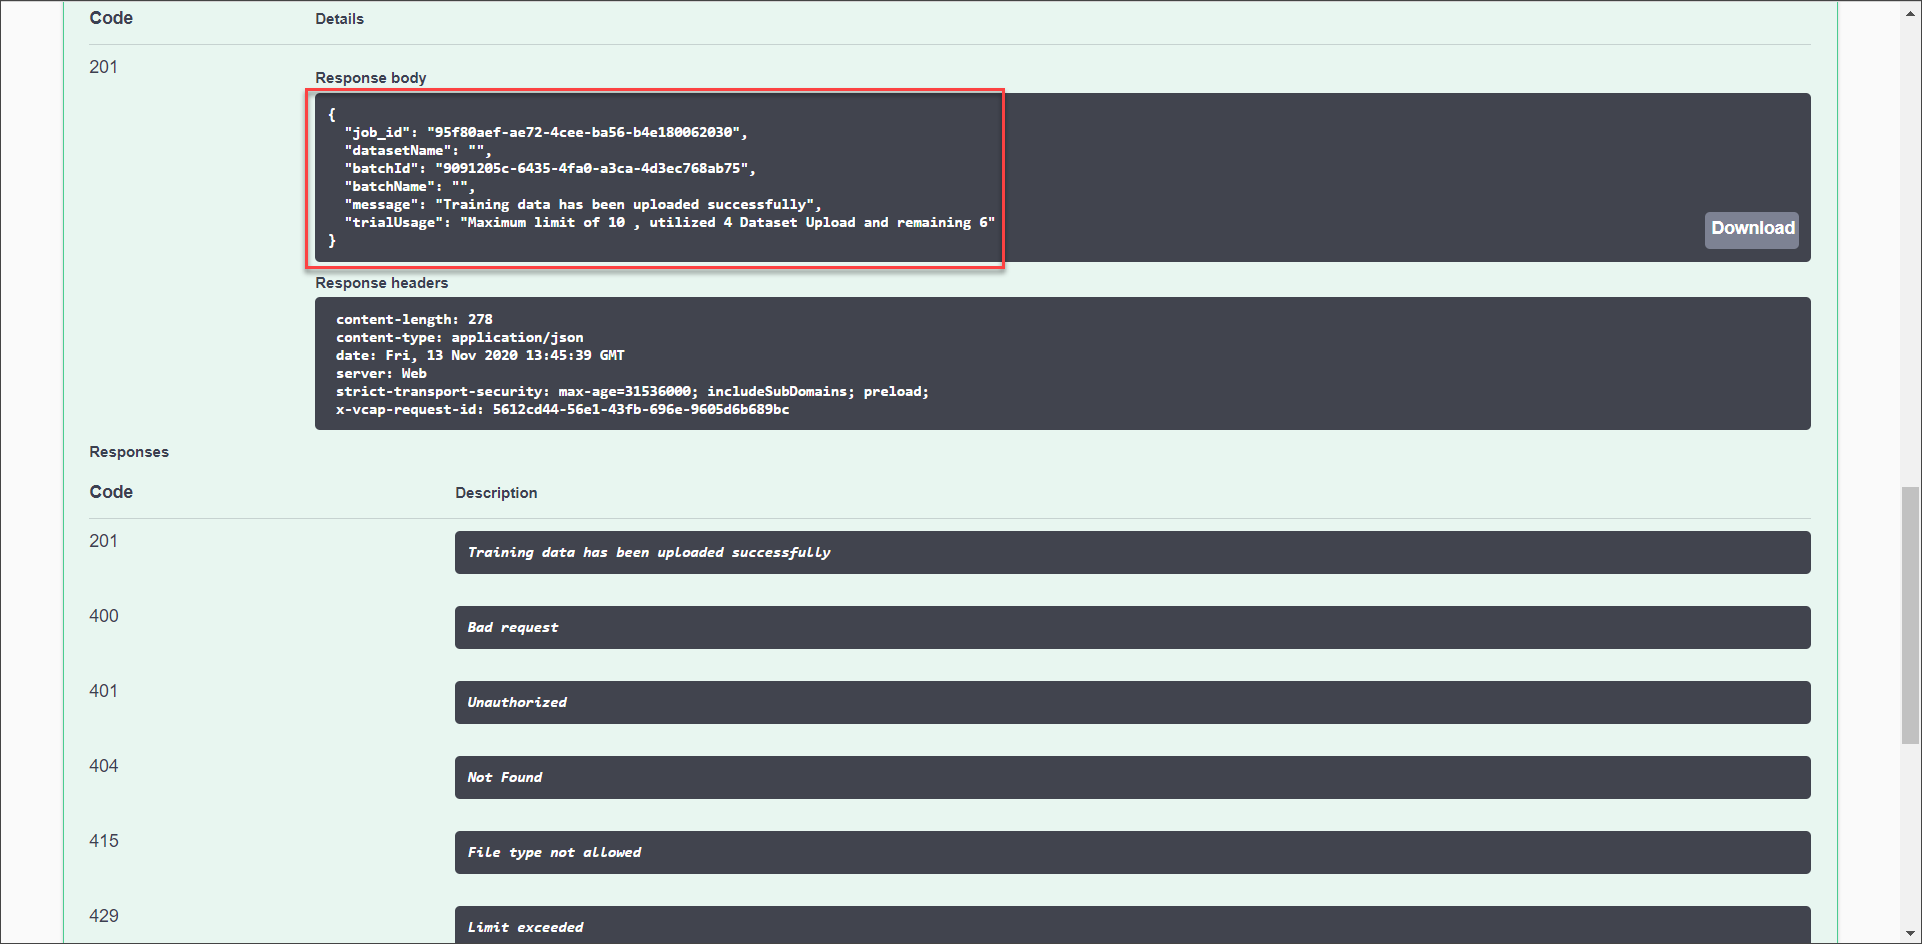 Code Details
201
Response body
{
"job_id": "95f80aef-ae72-4cee-ba56-b4e180062030",
"datasetName": "",
"batchId": "9091205c-6435-4fa0-a3ca-4d3ec768ab75",
"batchName": "",
"message": "Training data has been uploaded successfully",
"trialUsage": "Maximum limit of 10 , utilized 4 Dataset Upload and remaining 6"
}
Download
Response headers
content-length: 278
content-type: application/json
date: Fri, 13 Nov 2020 13:45:39 GMT
server: Web
strict-transport-security: max-age=31536000; includeSubDomains; preload;
x-vcap-request-id: 5612cd44-56e1-43fb-696e-9605d6b689bc
Responses
Code Description
201 Training data has been uploaded successfully
400 Bad request
401 Unauthorized
404 Not Found
415 File type not allowed
429 Limit exceeded